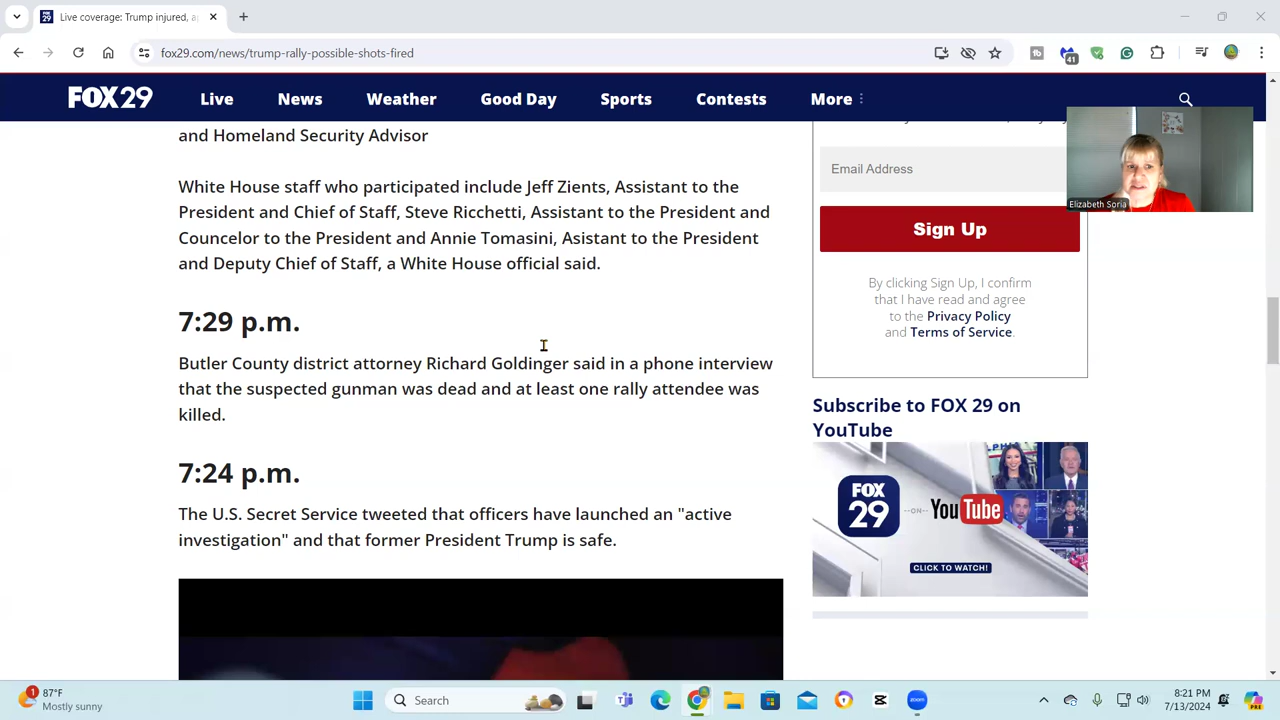 Live coverage: Trump injured, a
fox29.com/news/trump-rally-possible-shots-fired
41
FOX 29
Live
News
Weather
Good Day
Sports
Contests
More
and Homeland Security Advisor
White House staff who participated include Jeff Zients, Assistant to the
President and Chief of Staff, Steve Ricchetti, Assistant to the President and
Councelor to the President and Annie Tomasini, Asistant to the President
and Deputy Chief of Staff, a White House official said.
7:29 p.m.
Butler County district attorney Richard Goldinger said in a phone interview
that the suspected gunman was dead and at least one rally attendee was
killed.
7:24 p.m.
The U.S. Secret Service tweeted that officers have launched an "active
investigation" and that former President Trump is safe.
Email Address
Elizabeth Soria
Sign Up
By clicking Sign Up, I confirm
that I have read and agree
to the Privacy Policy
and Terms of Service.
Subscribe to FOX 29 on
YouTube
FOX
29
ON
YouTube
CLICK TO WATCH!
1
87°F
Mostly sunny
Search
zoom
8:21 PM
7/13/2024
PRE